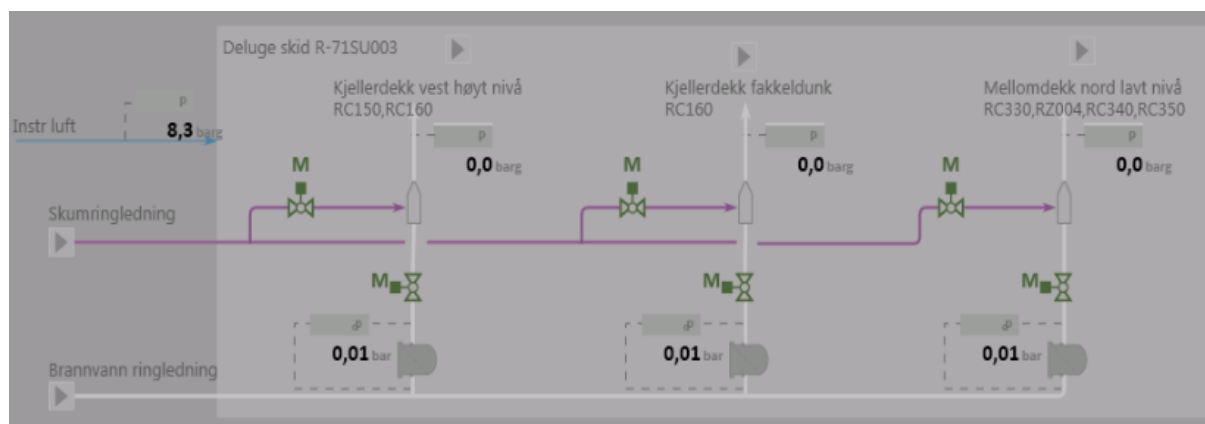 Deluge skid R-71SU003
Kjellerdekk vest høyt nivå
RC150,RC160
Kjellerdekk fakkeldunk
RC160
Mellomdekk nord lavt nivå
RC330,RZ004,RC340,RC350
P
8,3 barg
Instr luft
P
0,0 barg
P
0,0 barg
P
0,0 barg
M
M
M
Skumringledning
M
M
M
dP
0,01 bar
dP
0,01 bar
dP
0,01 bar
Brannvann ringledning